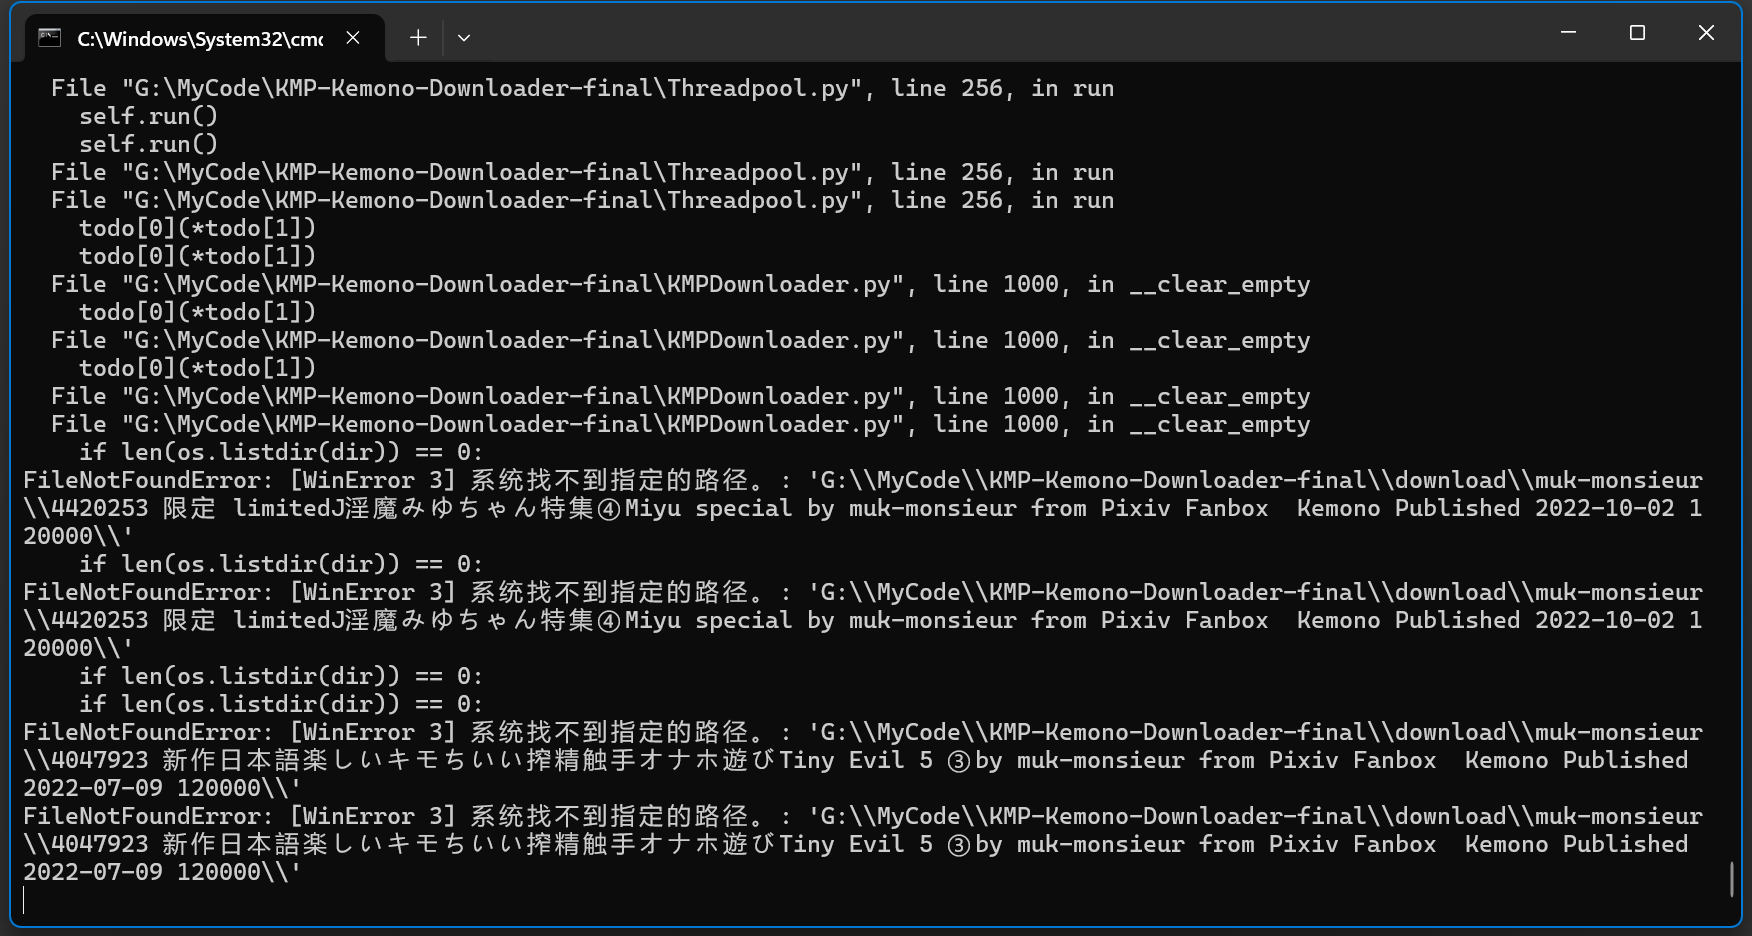 C:\Windows\System32\cmd
File "G:\MyCode\KMP-Kemono-Downloader-final\Threadpool.py", line 256, in run
self.run()
self.run()
File "G:\MyCode\KMP-Kemono-Downloader-final\Threadpool.py", line 256, in run
File "G:\MyCode\KMP-Kemono-Downloader-final\Threadpool.py", line 256, in run
todo[0](*todo[1])
todo[0](*todo[1])
File "G:\MyCode\KMP-Kemono-Downloader-final\KMPDownloader.py", line 1000, in __clear_empty
todo[0](*todo[1])
File "G:\MyCode\KMP-Kemono-Downloader-final\KMPDownloader.py", line 1000, in __clear_empty
todo[0](*todo[1])
File "G:\MyCode\KMP-Kemono-Downloader-final\KMPDownloader.py", line 1000, in __clear_empty
File "G:\MyCode\KMP-Kemono-Downloader-final\KMPDownloader.py", line 1000, in __clear_empty
if len(os.listdir(dir)) == 0:
FileNotFoundError: [WinError 3] 系统找不到指定的路径。: 'G:\\MyCode\\KMP-Kemono-Downloader-final\\download\\muk-monsieur
\\4420253 限定 limitedJ淫魔みゆちゃん特集④Miyu special by muk-monsieur from Pixiv Fanbox  Kemono Published 2022-10-02 1
20000\\'
if len(os.listdir(dir)) == 0:
FileNotFoundError: [WinError 3] 系统找不到指定的路径。: 'G:\\MyCode\\KMP-Kemono-Downloader-final\\download\\muk-monsieur
\\4420253 限定 limitedJ淫魔みゆちゃん特集④Miyu special by muk-monsieur from Pixiv Fanbox  Kemono Published 2022-10-02 1
20000\\'
if len(os.listdir(dir)) == 0:
if len(os.listdir(dir)) == 0:
FileNotFoundError: [WinError 3] 系统找不到指定的路径。: 'G:\\MyCode\\KMP-Kemono-Downloader-final\\download\\muk-monsieur
\\4047923 新作日本語楽しいキモちいい搾精触手オナホ遊びTiny Evil 5 ③by muk-monsieur from Pixiv Fanbox  Kemono Published
2022-07-09 120000\\'
FileNotFoundError: [WinError 3] 系统找不到指定的路径。: 'G:\\MyCode\\KMP-Kemono-Downloader-final\\download\\muk-monsieur
\\4047923 新作日本語楽しいキモちいい搾精触手オナホ遊びTiny Evil 5 ③by muk-monsieur from Pixiv Fanbox  Kemono Published
2022-07-09 120000\\'